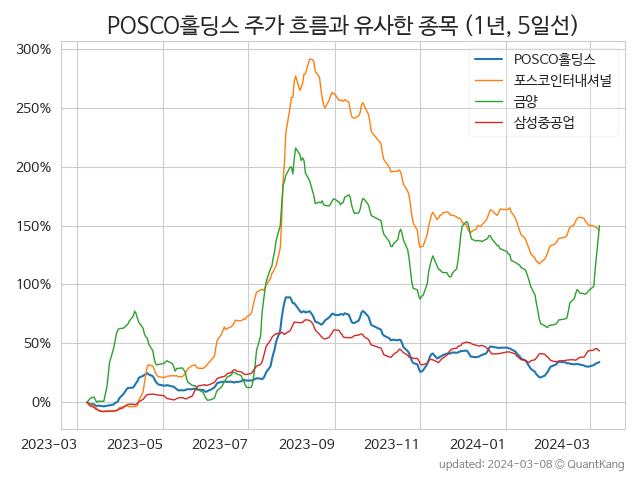 POSCO홀딩스 주가 흐름과 유사한 종목 (1년, 5일선)
300%
250%
200%
150%
100%
50%
0%
POSCO홀딩스
포스코인터내셔널
금양
삼성중공업
2023-03 2023-05 2023-07 2023-09 2023-11 2024-01 2024-03
updated: 2024-03-08 © QuantKang